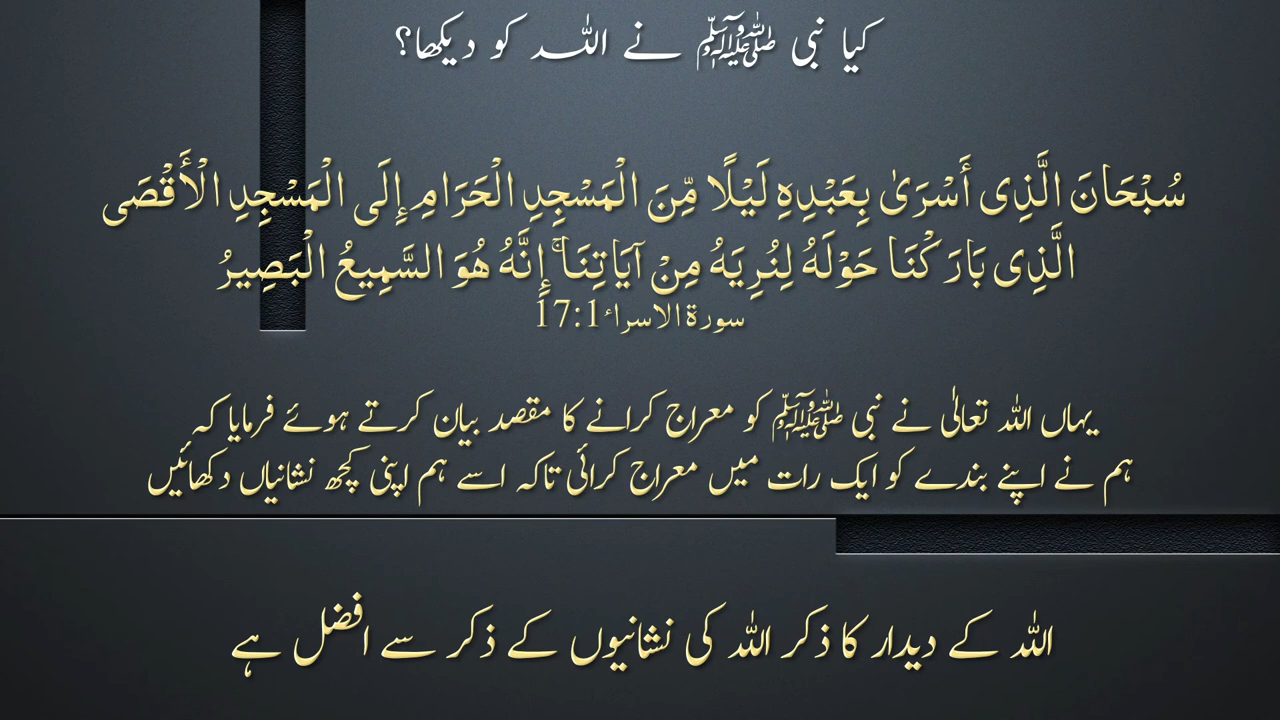 کیا نبی ﷺ نے اللہ کو دیکھا؟
سُبْحَانَ الَّذِى أَسْرَىٰ بِعَبْدِهِ لَيْلًا مِّنَ الْمَسْجِدِ الْحَرَامِ إِلَى الْمَسْجِدِ الْأَقْصَى
الَّذِى بَارَكْنَا حَوْلَهُ لِنُرِيَهُ مِنْ آيَاتِنَا ۚ إِنَّهُ هُوَ السَّمِيعُ الْبَصِيرُ
سورۃ الاسراء 17:1
یہاں اللہ تعالیٰ نے نبی ﷺ کو معراج کرانے کا مقصد بیان کرتے ہوئے فرمایا کہ
ہم نے اپنے بندے کو ایک رات میں معراج کرائی تاکہ اسے ہم اپنی کچھ نشانیاں دکھائیں
اللہ کے دیدار کا ذکر اللہ کی نشانیوں کے ذکر سے افضل ہے